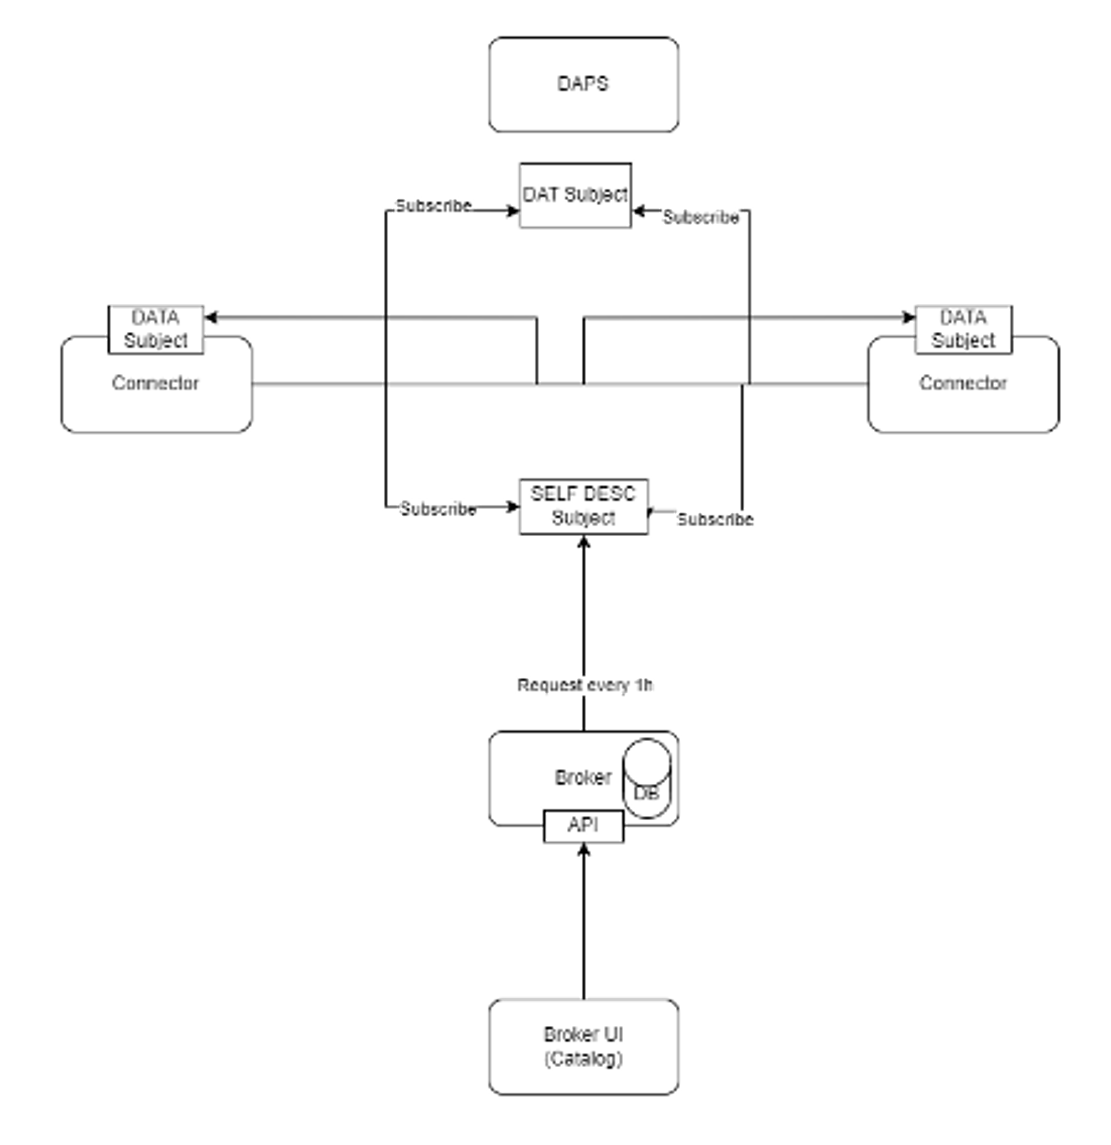 DAPS
DAT Subject
Subscribe
Subscribe
DATA
Subject
Connector
DATA
Subject
Connector
SELF DESC
Subject
Subscribe
Subscribe
Request every 1h
Broker
DB
API
Broker UI
(Catalog)